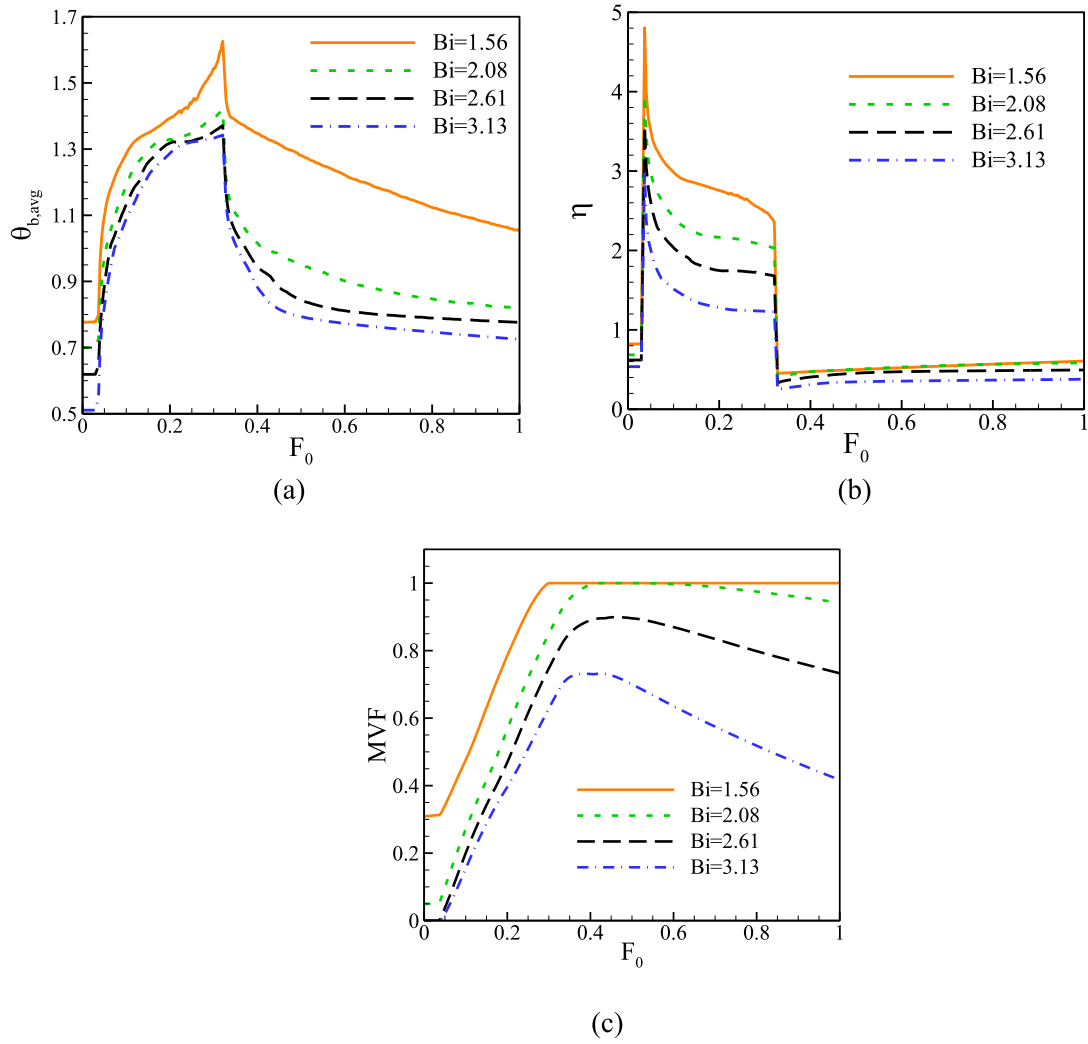 1.7
1.5
1.3
1.1
0.9
0.7
0.5
θb,avg
0 0.2 0.4 0.6 0.8 1
F0
Bi=1.56
Bi=2.08
Bi=2.61
Bi=3.13
(a)
5
4
3
2
1
0
η
0 0.2 0.4 0.6 0.8 1
F0
Bi=1.56
Bi=2.08
Bi=2.61
Bi=3.13
(b)
1
0.8
0.6
0.4
0.2
0
MVF
0 0.2 0.4 0.6 0.8 1
F0
Bi=1.56
Bi=2.08
Bi=2.61
Bi=3.13
(c)